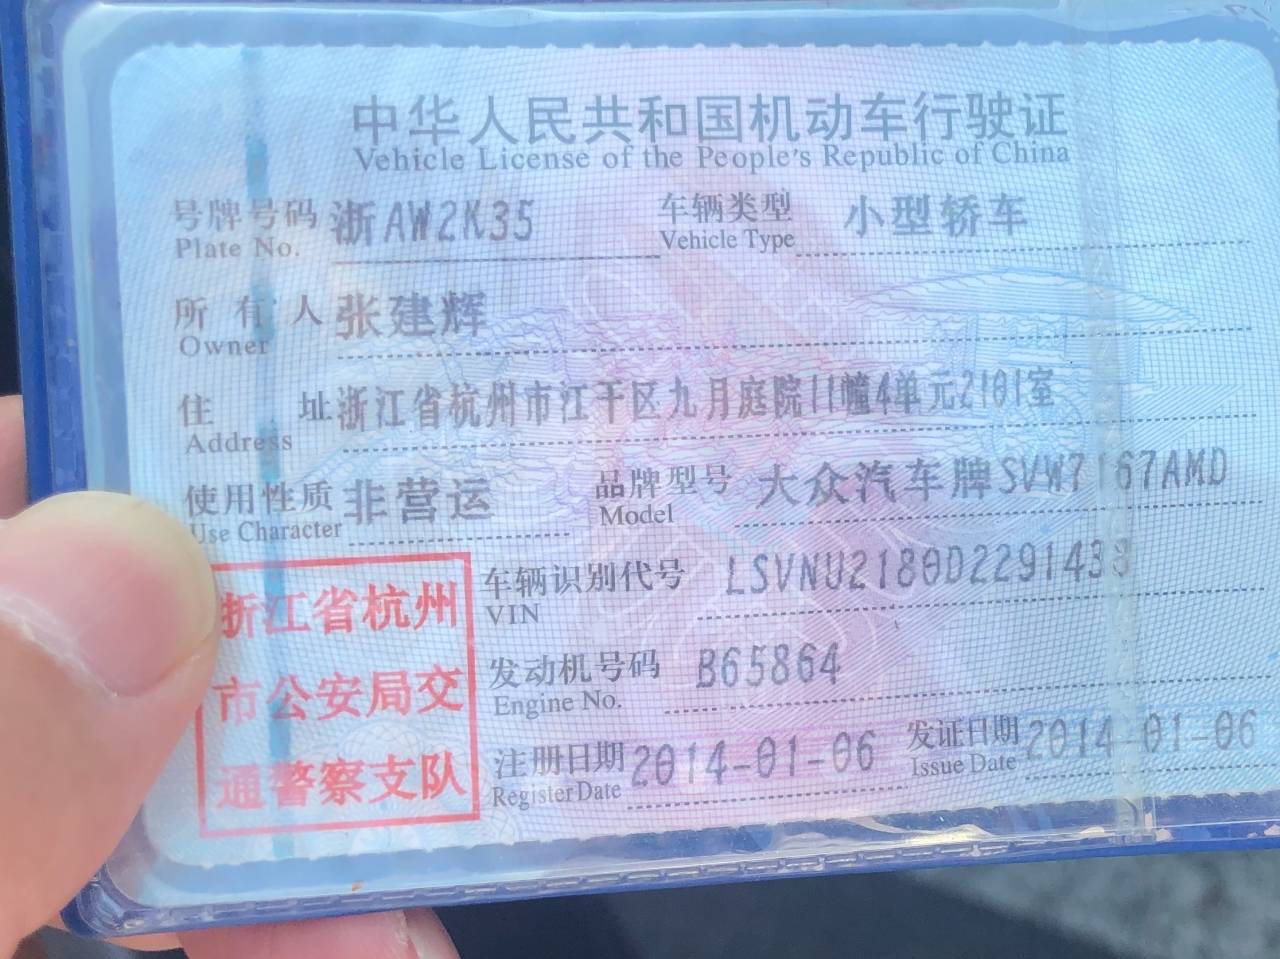 中华人民共和国机动车行驶证
Vehicle License of the People's Republic of China
号牌号码 浙AW2K35 车辆类型 小型轿车
Plate No. Vehicle Type
所有人 张建辉
Owner
住址 浙江省杭州市江干区九月庭院11幢4单元2101室
Address
使用性质 非营运 品牌型号 大众汽车牌SVW7167AMD
Use Character Model
浙江省杭州
市公安局交
通警察支队
车辆识别代号 LSVNU2180D2291433
VIN
发动机号码 B65864
Engine No.
注册日期 2014-01-06 发证日期 2014-01-06
Register Date Issue Date